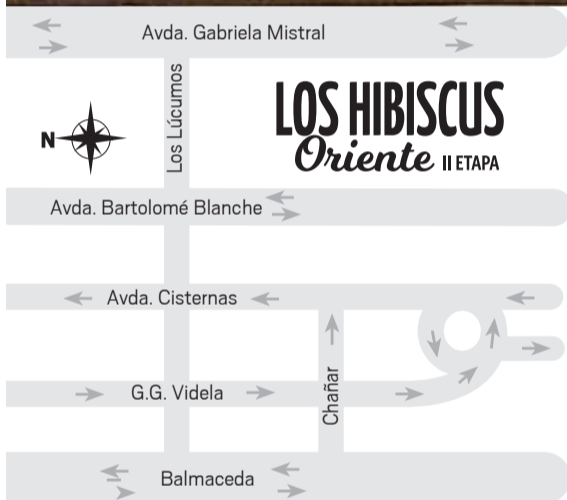 Avda. Gabriela Mistral
Los Lúcumos
LOS HIBISCUS
Oriente II ETAPA
N
Avda. Bartolomé Blanche
Avda. Cisternas
G.G. Videla
Chañar
Balmaceda